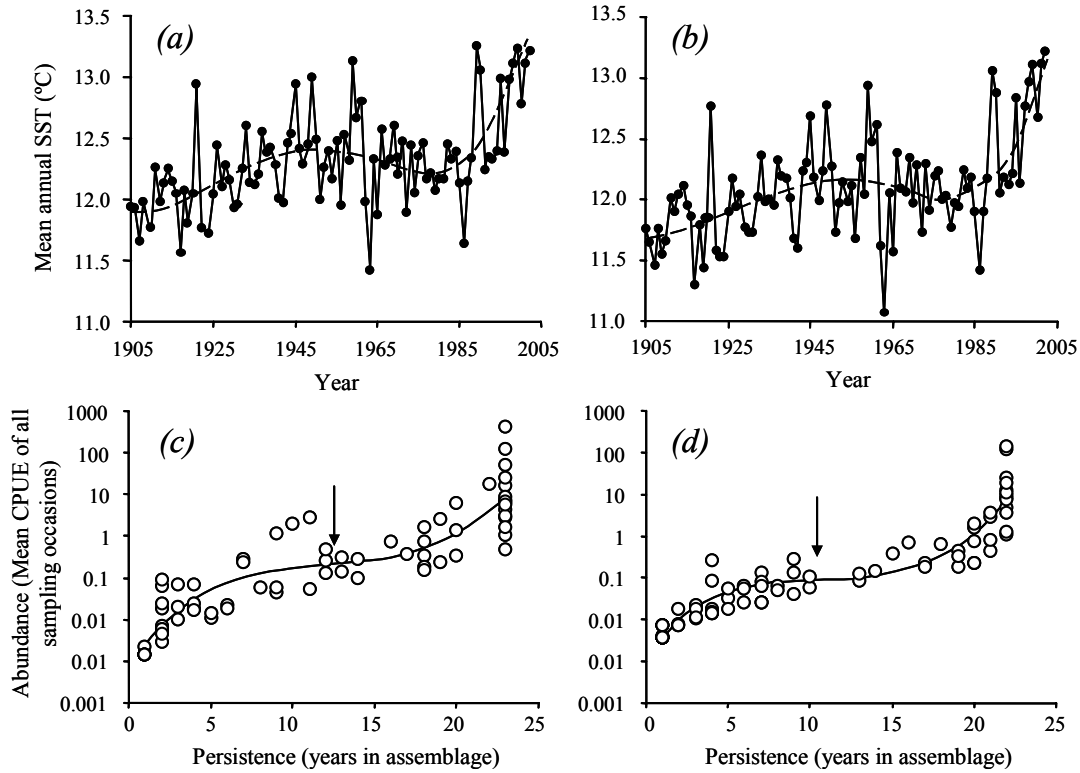 (a)
Mean annual SST (ºC)
13.5
13.0
12.5
12.0
11.5
11.0
1905 1925 1945 1965 1985 2005
Year
(b)
13.5
13.0
12.5
12.0
11.5
11.0
1905 1925 1945 1965 1985 2005
Year
(c)
Abundance (Mean CPUE of all
sampling occasions)
1000
100
10
1
0.1
0.01
0.001
0 5 10 15 20 25
Persistence (years in assemblage)
(d)
1000
100
10
1
0.1
0.01
0.001
0 5 10 15 20 25
Persistence (years in assemblage)